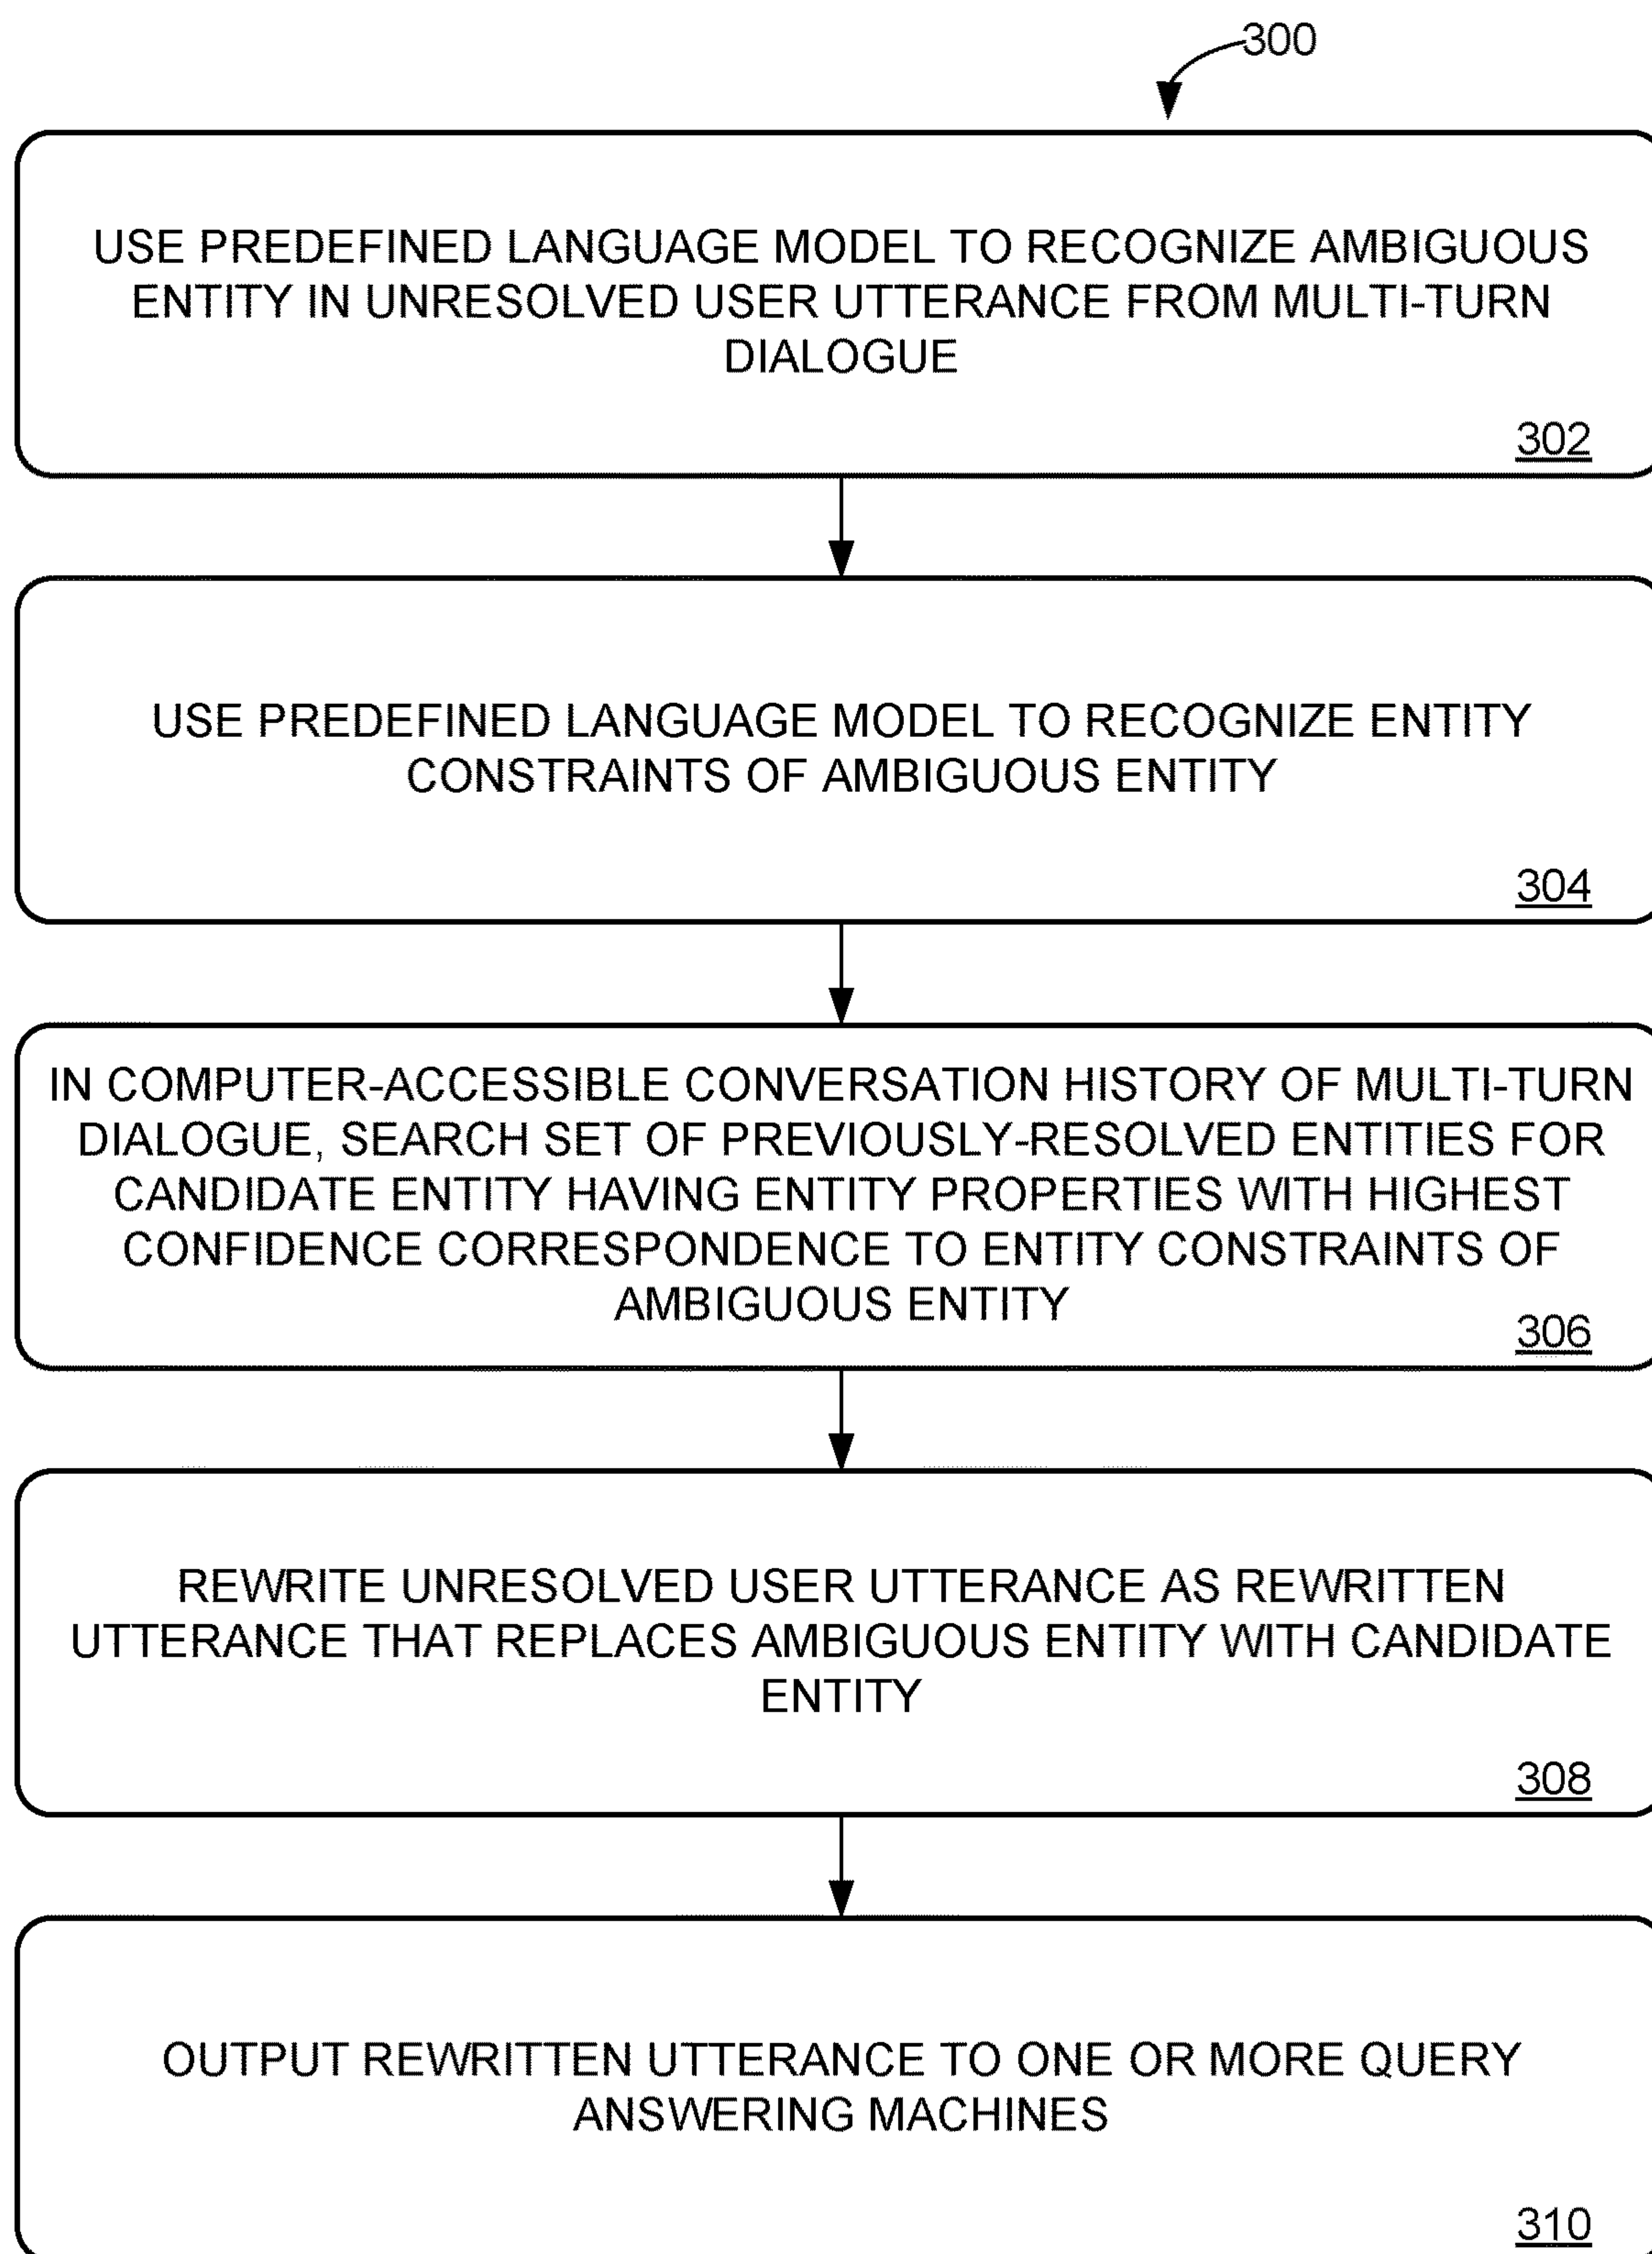 300
USE PREDEFINED LANGUAGE MODEL TO RECOGNIZE AMBIGUOUS
ENTITY IN UNRESOLVED USER UTTERANCE FROM MULTI-TURN
DIALOGUE
302
USE PREDEFINED LANGUAGE MODEL TO RECOGNIZE ENTITY
CONSTRAINTS OF AMBIGUOUS ENTITY
304
IN COMPUTER-ACCESSIBLE CONVERSATION HISTORY OF MULTI-TURN
DIALOGUE, SEARCH SET OF PREVIOUSLY-RESOLVED ENTITIES FOR
CANDIDATE ENTITY HAVING ENTITY PROPERTIES WITH HIGHEST
CONFIDENCE CORRESPONDENCE TO ENTITY CONSTRAINTS OF
AMBIGUOUS ENTITY
306
REWRITE UNRESOLVED USER UTTERANCE AS REWRITTEN
UTTERANCE THAT REPLACES AMBIGUOUS ENTITY WITH CANDIDATE
ENTITY
308
OUTPUT REWRITTEN UTTERANCE TO ONE OR MORE QUERY
ANSWERING MACHINES
310